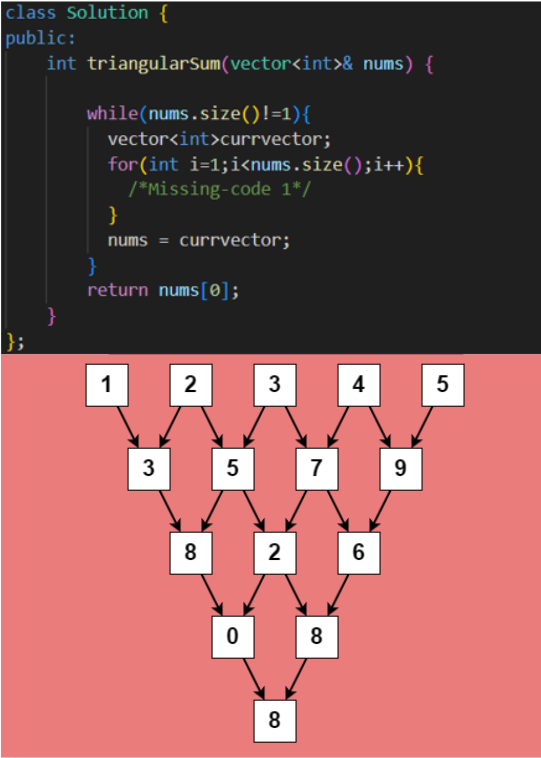 class Solution {
public:
    int triangularSum(vector<int>& nums) {
        while(nums.size()!=1){
          vector<int>currvector;
          for(int i=1;i<nums.size();i++){
            /*Missing-code 1*/
          }
          nums = currvector;
        }
        return nums[0];
    }
};
1 2 3 4 5
3 5 7 9
8 2 6
0 8
8